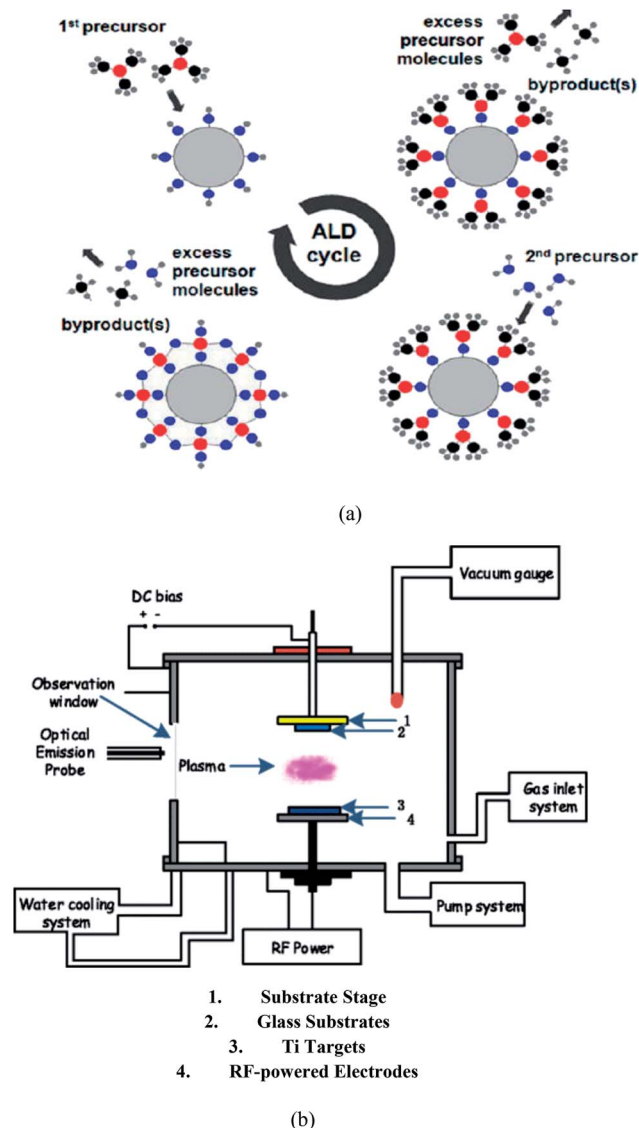 1st precursor
excess
precursor
molecules
byproduct(s)
ALD
cycle
excess
precursor
molecules
byproduct(s)
2nd precursor
(a)
Vacuum gauge
DC bias
+ -
Observation
window
1
2
Optical
Emission
Probe
Plasma
3
4
Gas inlet
system
Water cooling
system
RF Power
Pump system
1. Substrate Stage
2. Glass Substrates
3. Ti Targets
4. RF-powered Electrodes
(b)